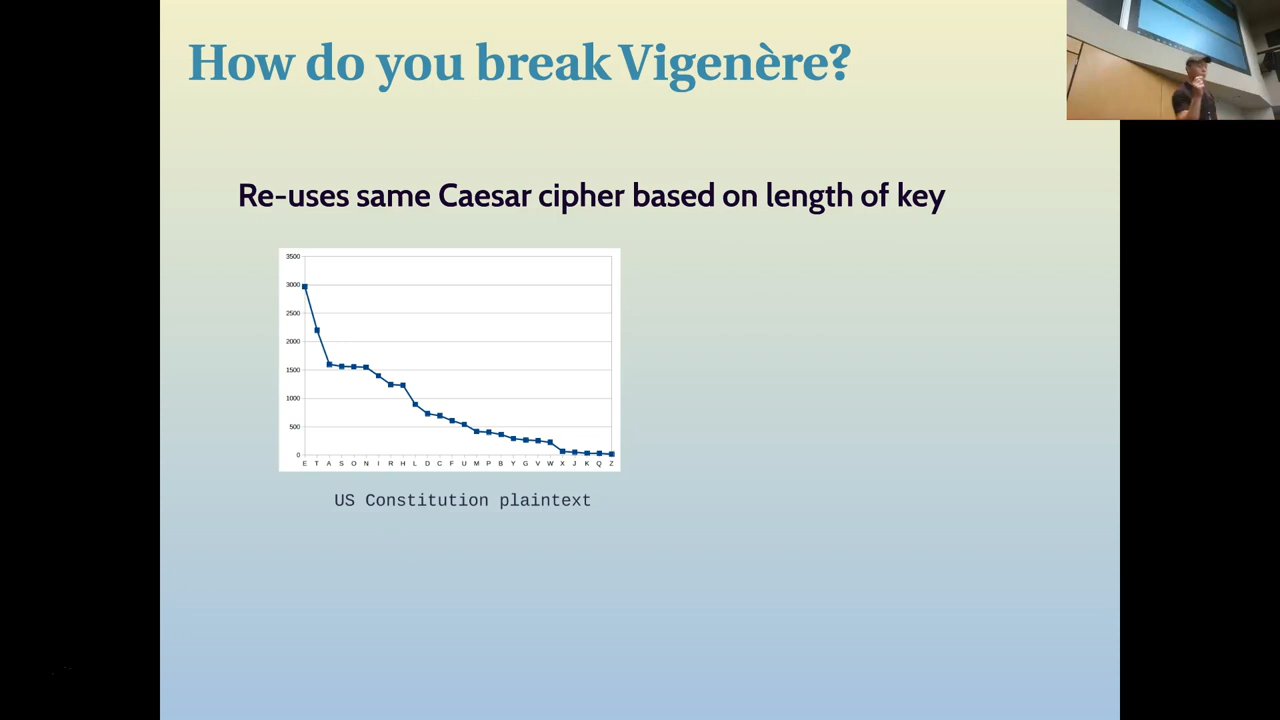 How do you break Vigenère?
Re-uses same Caesar cipher based on length of key
3500
3000
2500
2000
1500
1000
500
0
E T A S O N I R H L D C F U M P B Y G V W X J K Q Z
US Constitution plaintext